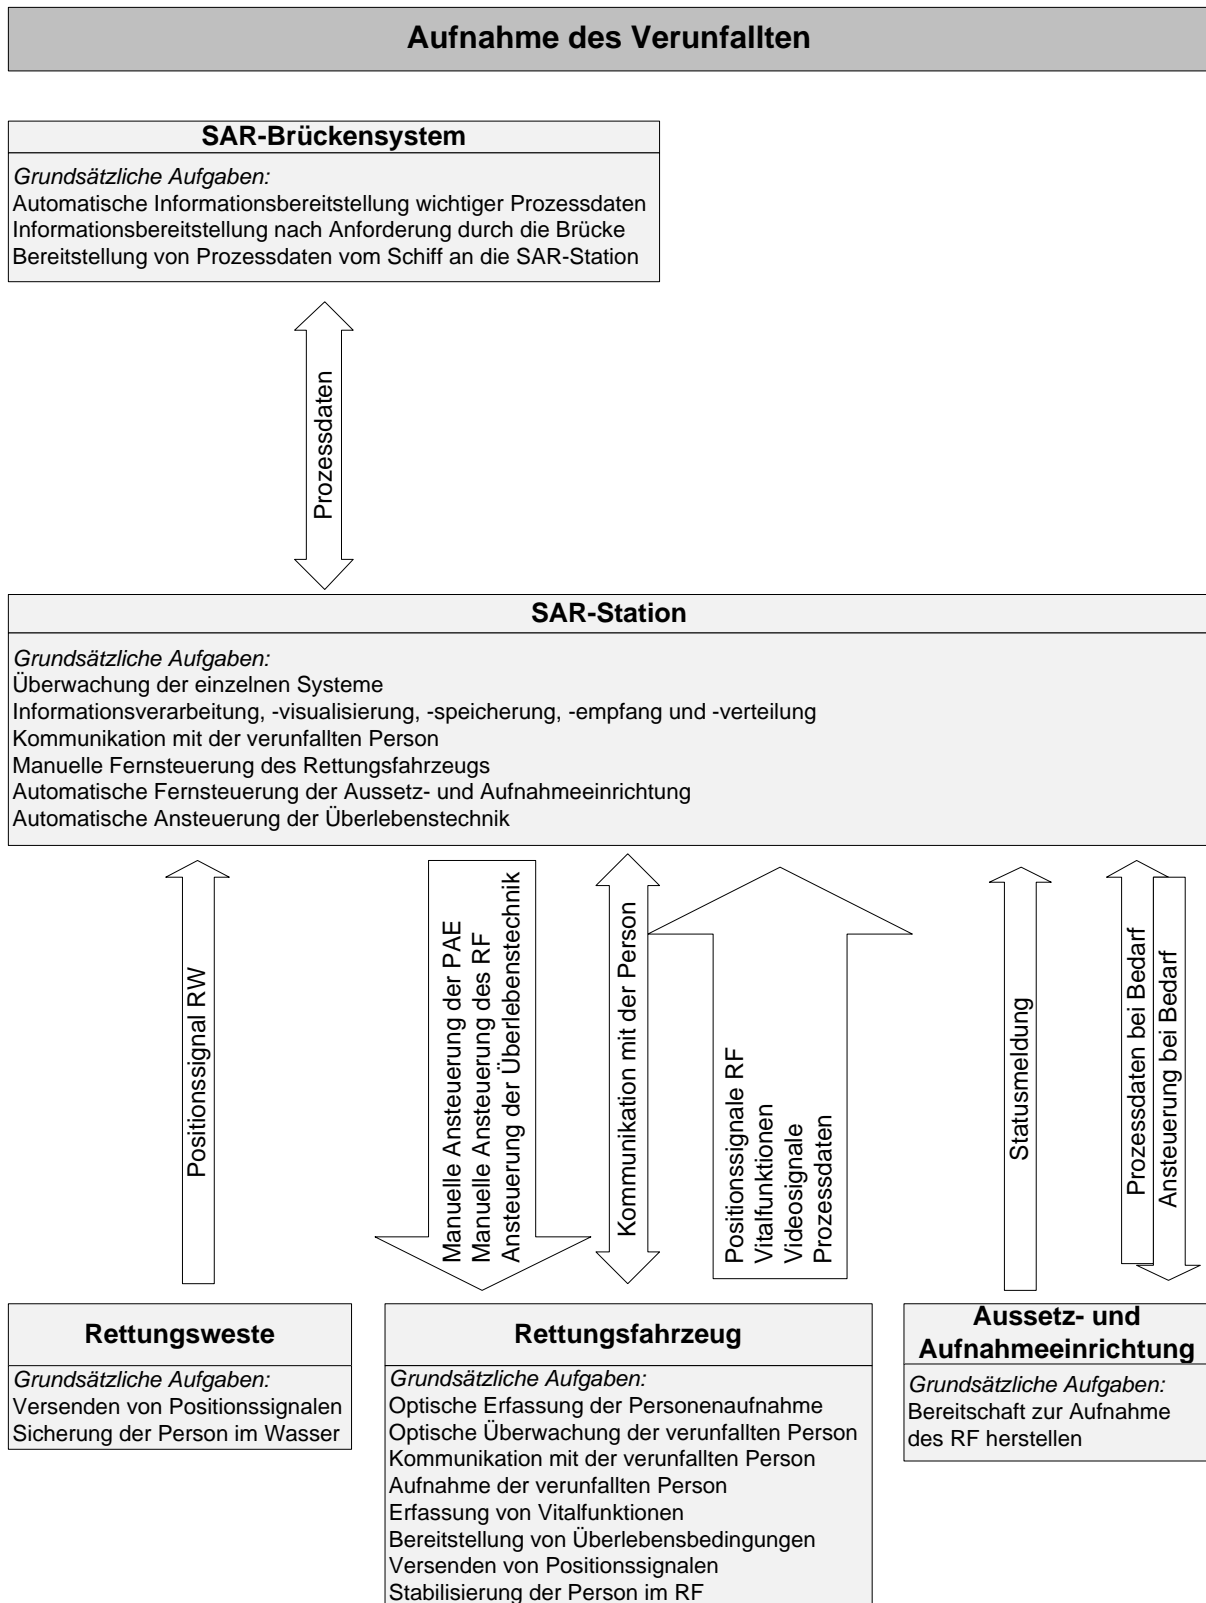 Aufnahme des Verunfallten
SAR-Brückensystem
Grundsätzliche Aufgaben:
Automatische Informationsbereitstellung wichtiger Prozessdaten
Informationsbereitstellung nach Anforderung durch die Brücke
Bereitstellung von Prozessdaten vom Schiff an die SAR-Station
Prozessdaten
SAR-Station
Grundsätzliche Aufgaben:
Überwachung der einzelnen Systeme
Informationsverarbeitung, -visualisierung, -speicherung, -empfang und -verteilung
Kommunikation mit der verunfallten Person
Manuelle Fernsteuerung des Rettungsfahrzeugs
Automatische Fernsteuerung der Aussetz- und Aufnahmeeinrichtung
Automatische Ansteuerung der Überlebenstechnik
Positionssignal RW
Manuelle Ansteuerung der PAE
Manuelle Ansteuerung des RF
Ansteuerung der Überlebenstechnik
Kommunikation mit der Person
Positionssignale RF
Vitalfunktionen
Videosignale
Prozessdaten
Statusmeldung
Prozessdaten bei Bedarf
Ansteuerung bei Bedarf
Rettungsweste
Grundsätzliche Aufgaben:
Versenden von Positionssignalen
Sicherung der Person im Wasser
Rettungsfahrzeug
Grundsätzliche Aufgaben:
Optische Erfassung der Personenaufnahme
Optische Überwachung der verunfallten Person
Kommunikation mit der verunfallten Person
Aufnahme der verunfallten Person
Erfassung von Vitalfunktionen
Bereitstellung von Überlebensbedingungen
Versenden von Positionssignalen
Stabilisierung der Person im RF
Aussetz- und
Aufnahmeeinrichtung
Grundsätzliche Aufgaben:
Bereitschaft zur Aufnahme
des RF herstellen